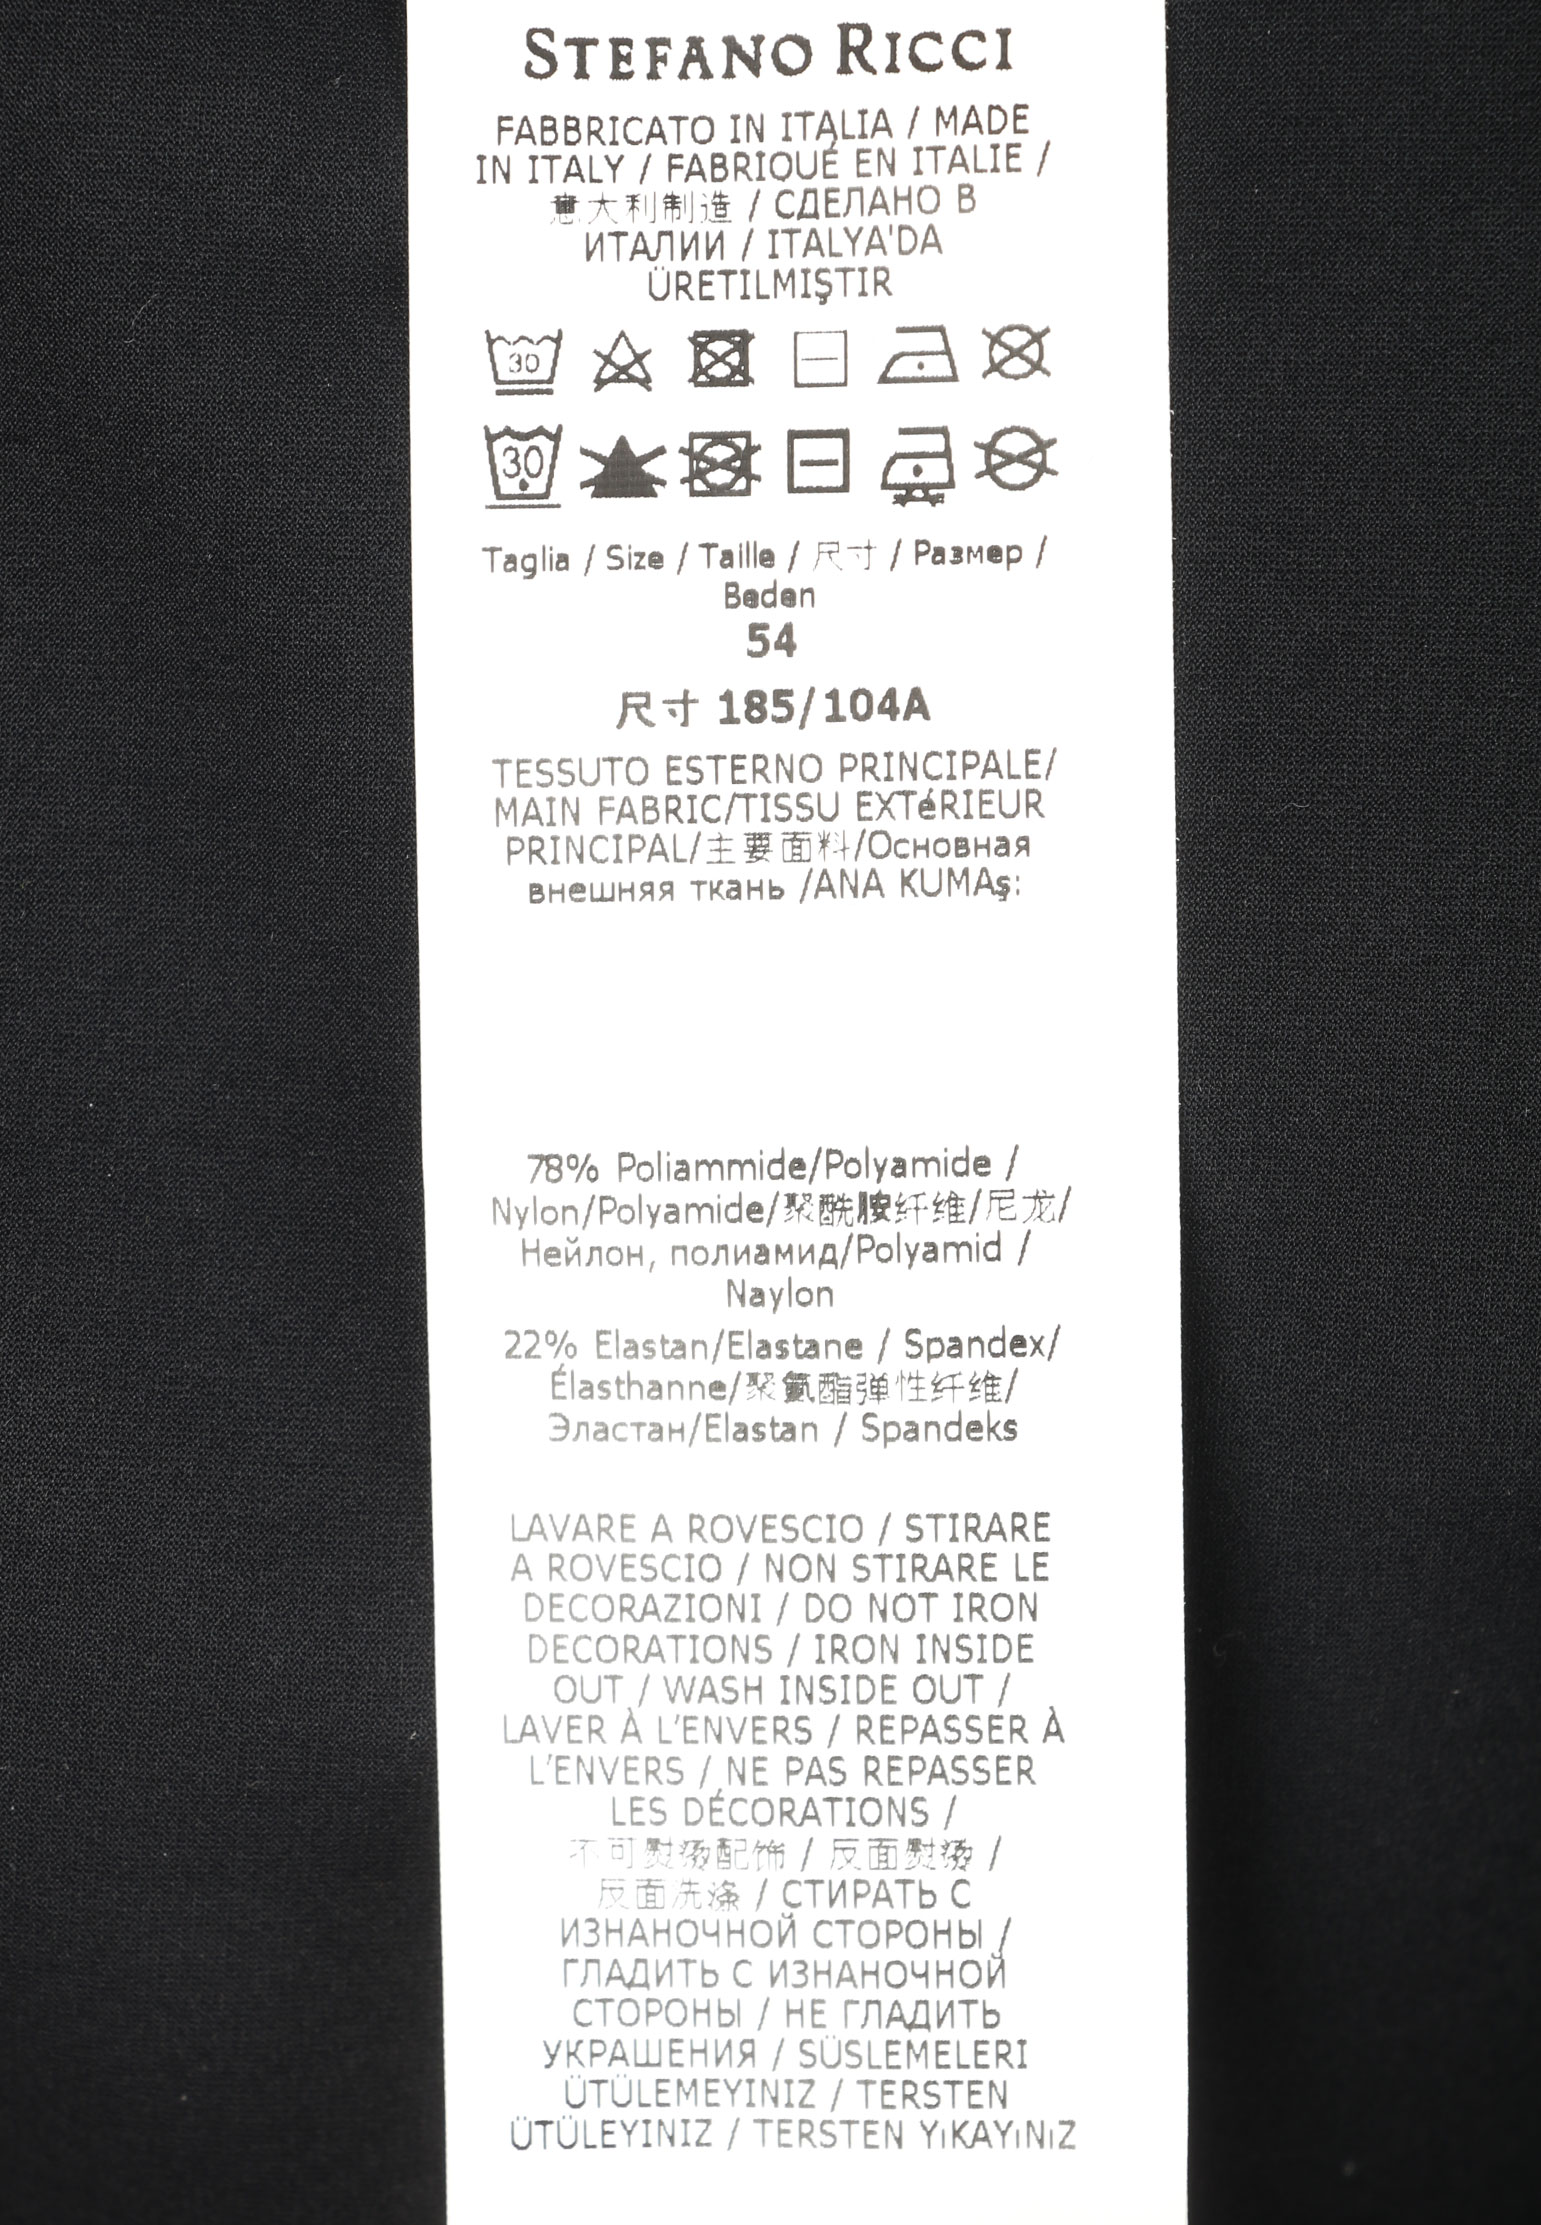 STEFANO RICCI
FABBRICATO IN ITALIA / MADE
IN ITALY / FABRIQUÉ EN ITALIE /
意大利制造 / СДЕЛАНО В
ИТАЛИИ / ITALYA'DA
ÜRETILMIŞTIR
30
30
Taglia / Size / Taille / 尺寸 / Размер /
Beden
54
尺寸 185/104A
TESSUTO ESTERNO PRINCIPALE/
MAIN FABRIC/TISSU EXTéRIEUR
PRINCIPAL/主要面料/Основная
внешняя ткань /ANA KUMAş:
78% Poliammide/Polyamide /
Nylon/Polyamide/聚酰胺纤维/尼龙/
Нейлон, полиамид/Polyamid /
Naylon
22% Elastan/Elastane / Spandex/
Élasthanne/聚氨酯弹性纤维/
Эластан/Elastan / Spandeks
LAVARE A ROVESCIO / STIRARE
A ROVESCIO / NON STIRARE LE
DECORAZIONI / DO NOT IRON
DECORATIONS / IRON INSIDE
OUT / WASH INSIDE OUT /
LAVER À L'ENVERS / REPASSER À
L'ENVERS / NE PAS REPASSER
LES DÉCORATIONS /
不可熨烫配饰 / 反面熨烫 /
反面洗涤 / СТИРАТЬ С
ИЗНАНОЧНОЙ СТОРОНЫ /
ГЛАДИТЬ С ИЗНАНОЧНОЙ
СТОРОНЫ / НЕ ГЛАДИТЬ
УКРАШЕНИЯ / SÜSLEMELERI
ÜTÜLEMEYINIZ / TERSTEN
ÜTÜLEYINIZ / TERSTEN YıKAYıNıZ